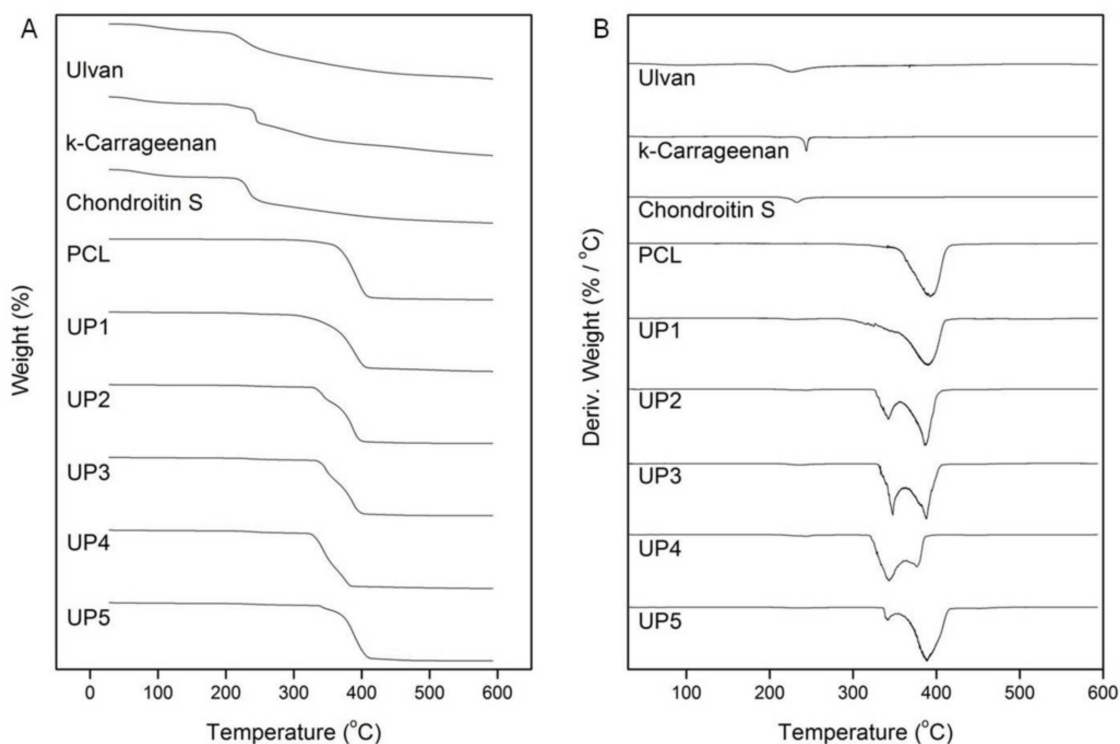 A
Weight (%)
Ulvan
k-Carrageenan
Chondroitin S
PCL
UP1
UP2
UP3
UP4
UP5
0 100 200 300 400 500 600
Temperature (°C)
B
Deriv. Weight (% / °C)
Ulvan
k-Carrageenan
Chondroitin S
PCL
UP1
UP2
UP3
UP4
UP5
100 200 300 400 500 600
Temperature (°C)